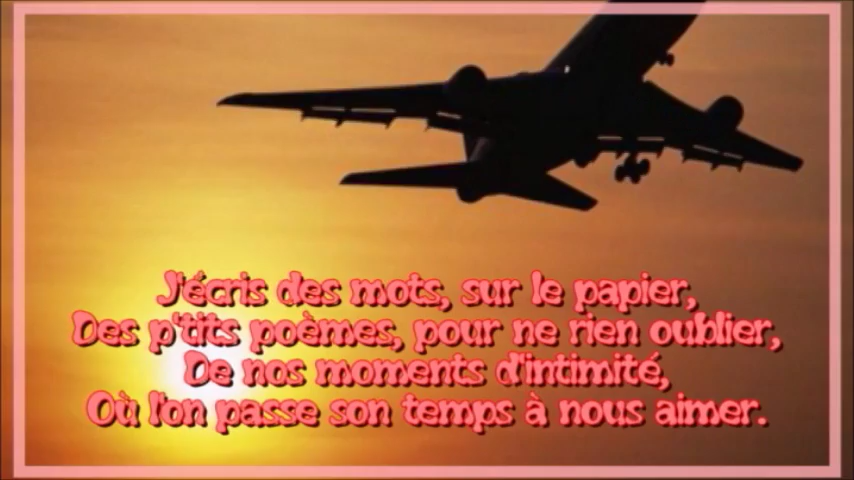 J'écris des mots, sur le papier,
Des p'tits poèmes, pour ne rien oublier,
De nos moments d'intimité,
Où l'on passe son temps à nous aimer.